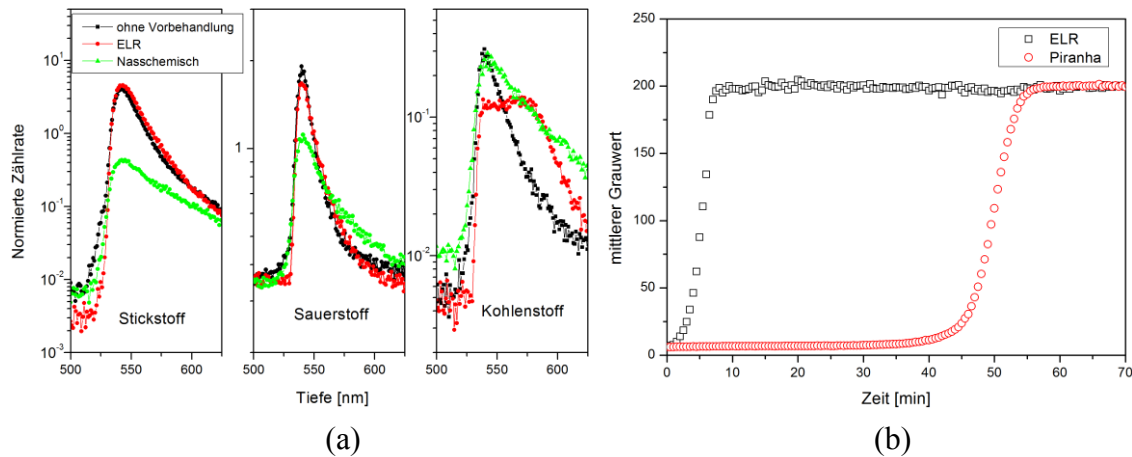 Normierte Zählrate
10¹
10⁰
10⁻¹
10⁻²
10⁻³
ohne Vorbehandlung
ELR
Nasschemisch
Stickstoff
500 550 600
1
Sauerstoff
500 550 600
10⁻¹
10⁻²
Kohlenstoff
500 550 600
Tiefe [nm]
(a)
mittlerer Grauwert
250
200
150
100
50
0
ELR
Piranha
0 10 20 30 40 50 60 70
Zeit [min]
(b)